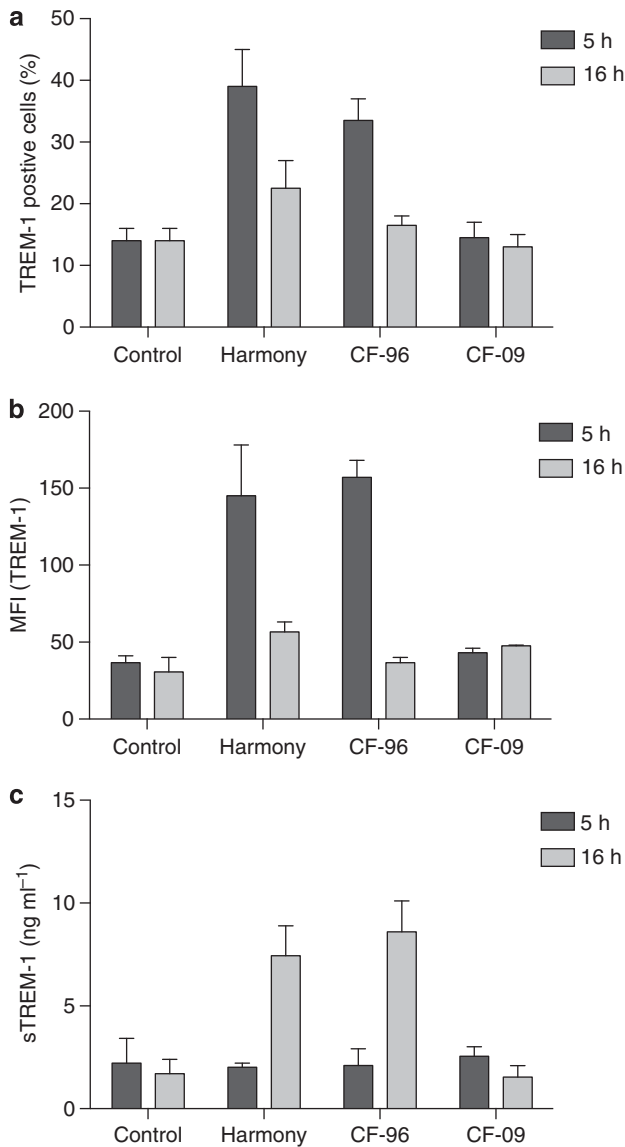 a
50
40
30
20
10
0
TREM-1 postive cells (%)
5 h
16 h
Control Harmony CF-96 CF-09
b
200
150
100
50
0
MFI (TREM-1)
5 h
16 h
Control Harmony CF-96 CF-09
c
15
10
5
0
sTREM-1 (ng ml⁻¹)
5 h
16 h
Control Harmony CF-96 CF-09